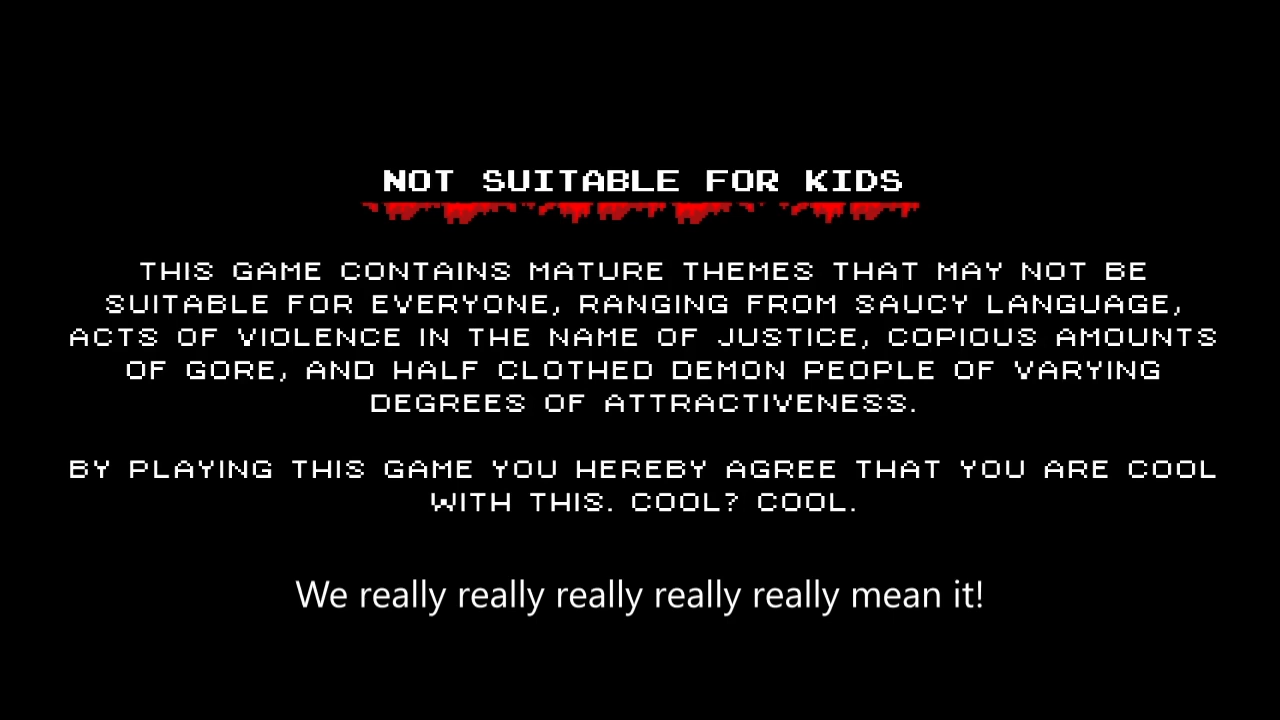 NOT SUITABLE FOR KIDS
THIS GAME CONTAINS MATURE THEMES THAT MAY NOT BE
SUITABLE FOR EVERYONE, RANGING FROM SAUCY LANGUAGE,
ACTS OF VIOLENCE IN THE NAME OF JUSTICE, COPIOUS AMOUNTS
OF GORE, AND HALF CLOTHED DEMON PEOPLE OF VARYING
DEGREES OF ATTRACTIVENESS.
BY PLAYING THIS GAME YOU HEREBY AGREE THAT YOU ARE COOL
WITH THIS. COOL? COOL.
We really really really really really mean it!